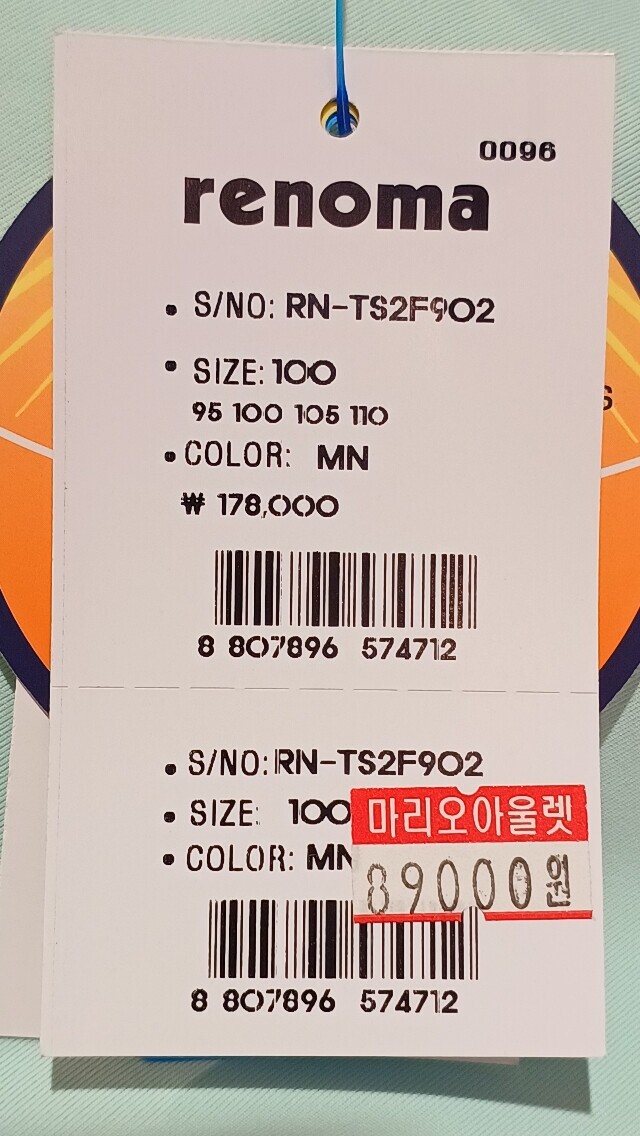 0096
renoma
• S/NO: RN-TS2F902
• SIZE: 100
95 100 105 110
• COLOR: MN
₩ 178,000
8 807896 574712
• S/NO: RN-TS2F902
• SIZE: 100
마리오아울렛
• COLOR: MN
89000원
8 807896 574712